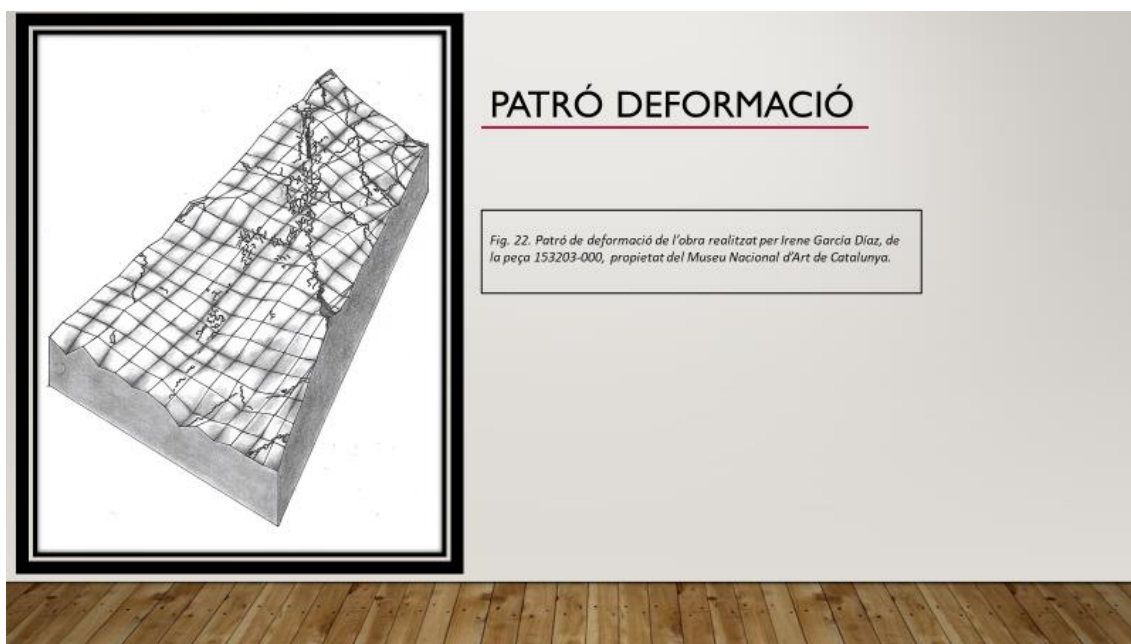 PATRÓ DEFORMACIÓ
Fig. 22. Patró de deformació de l'obra realitzat per Irene García Díaz, de
la peça 153203-000, propietat del Museu Nacional d'Art de Catalunya.